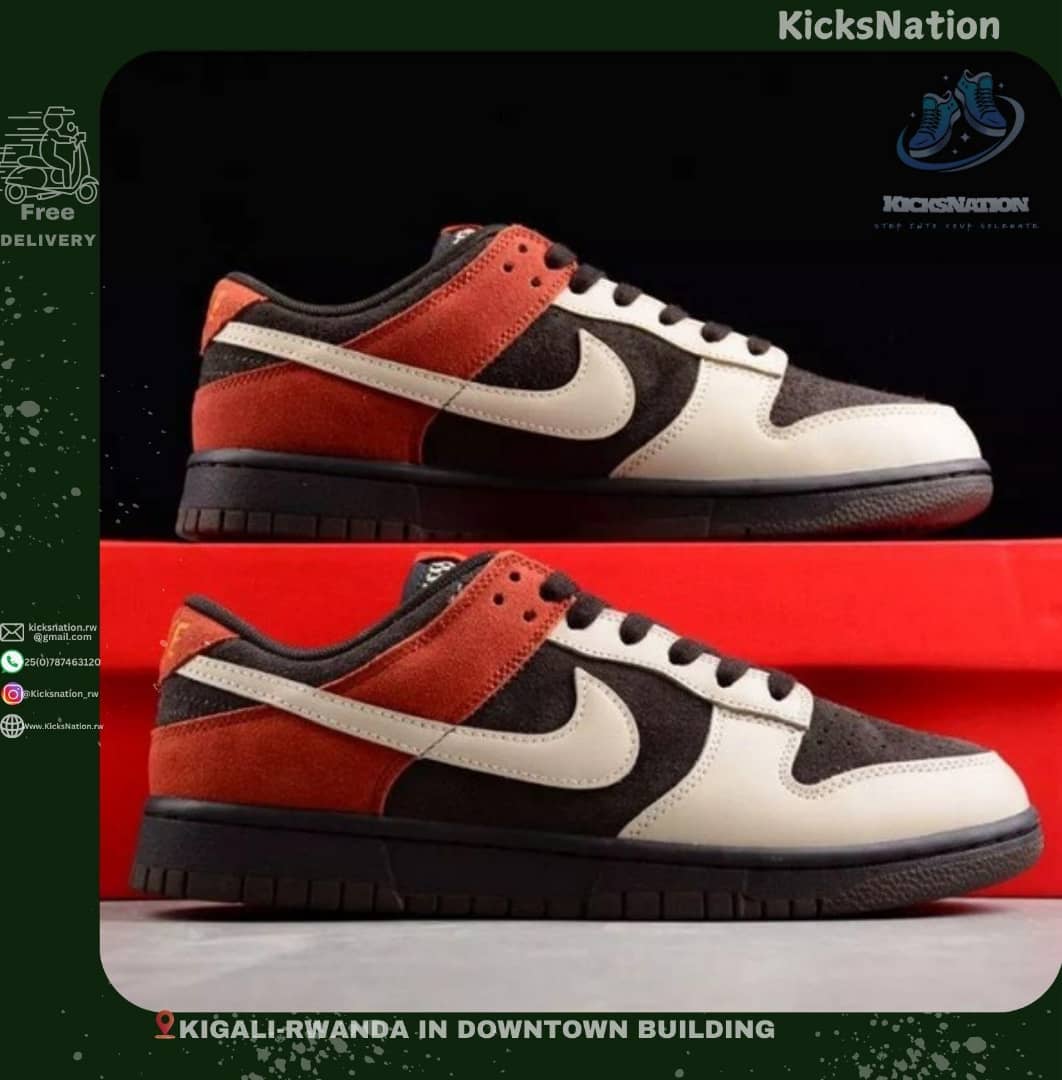 KicksNation
KICKSNATION
Free
DELIVERY
kicksnation.rw
@gmail.com
25(0)787463120
@Kicksnation_rw
Www.KicksNation.rw
KIGALI-RWANDA IN DOWNTOWN BUILDING